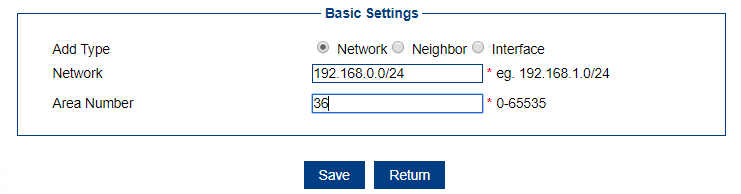 Basic Settings
Add Type Network Neighbor Interface
Network 192.168.0.0/24 * eg. 192.168.1.0/24
Area Number 36 * 0-65535
Save Return